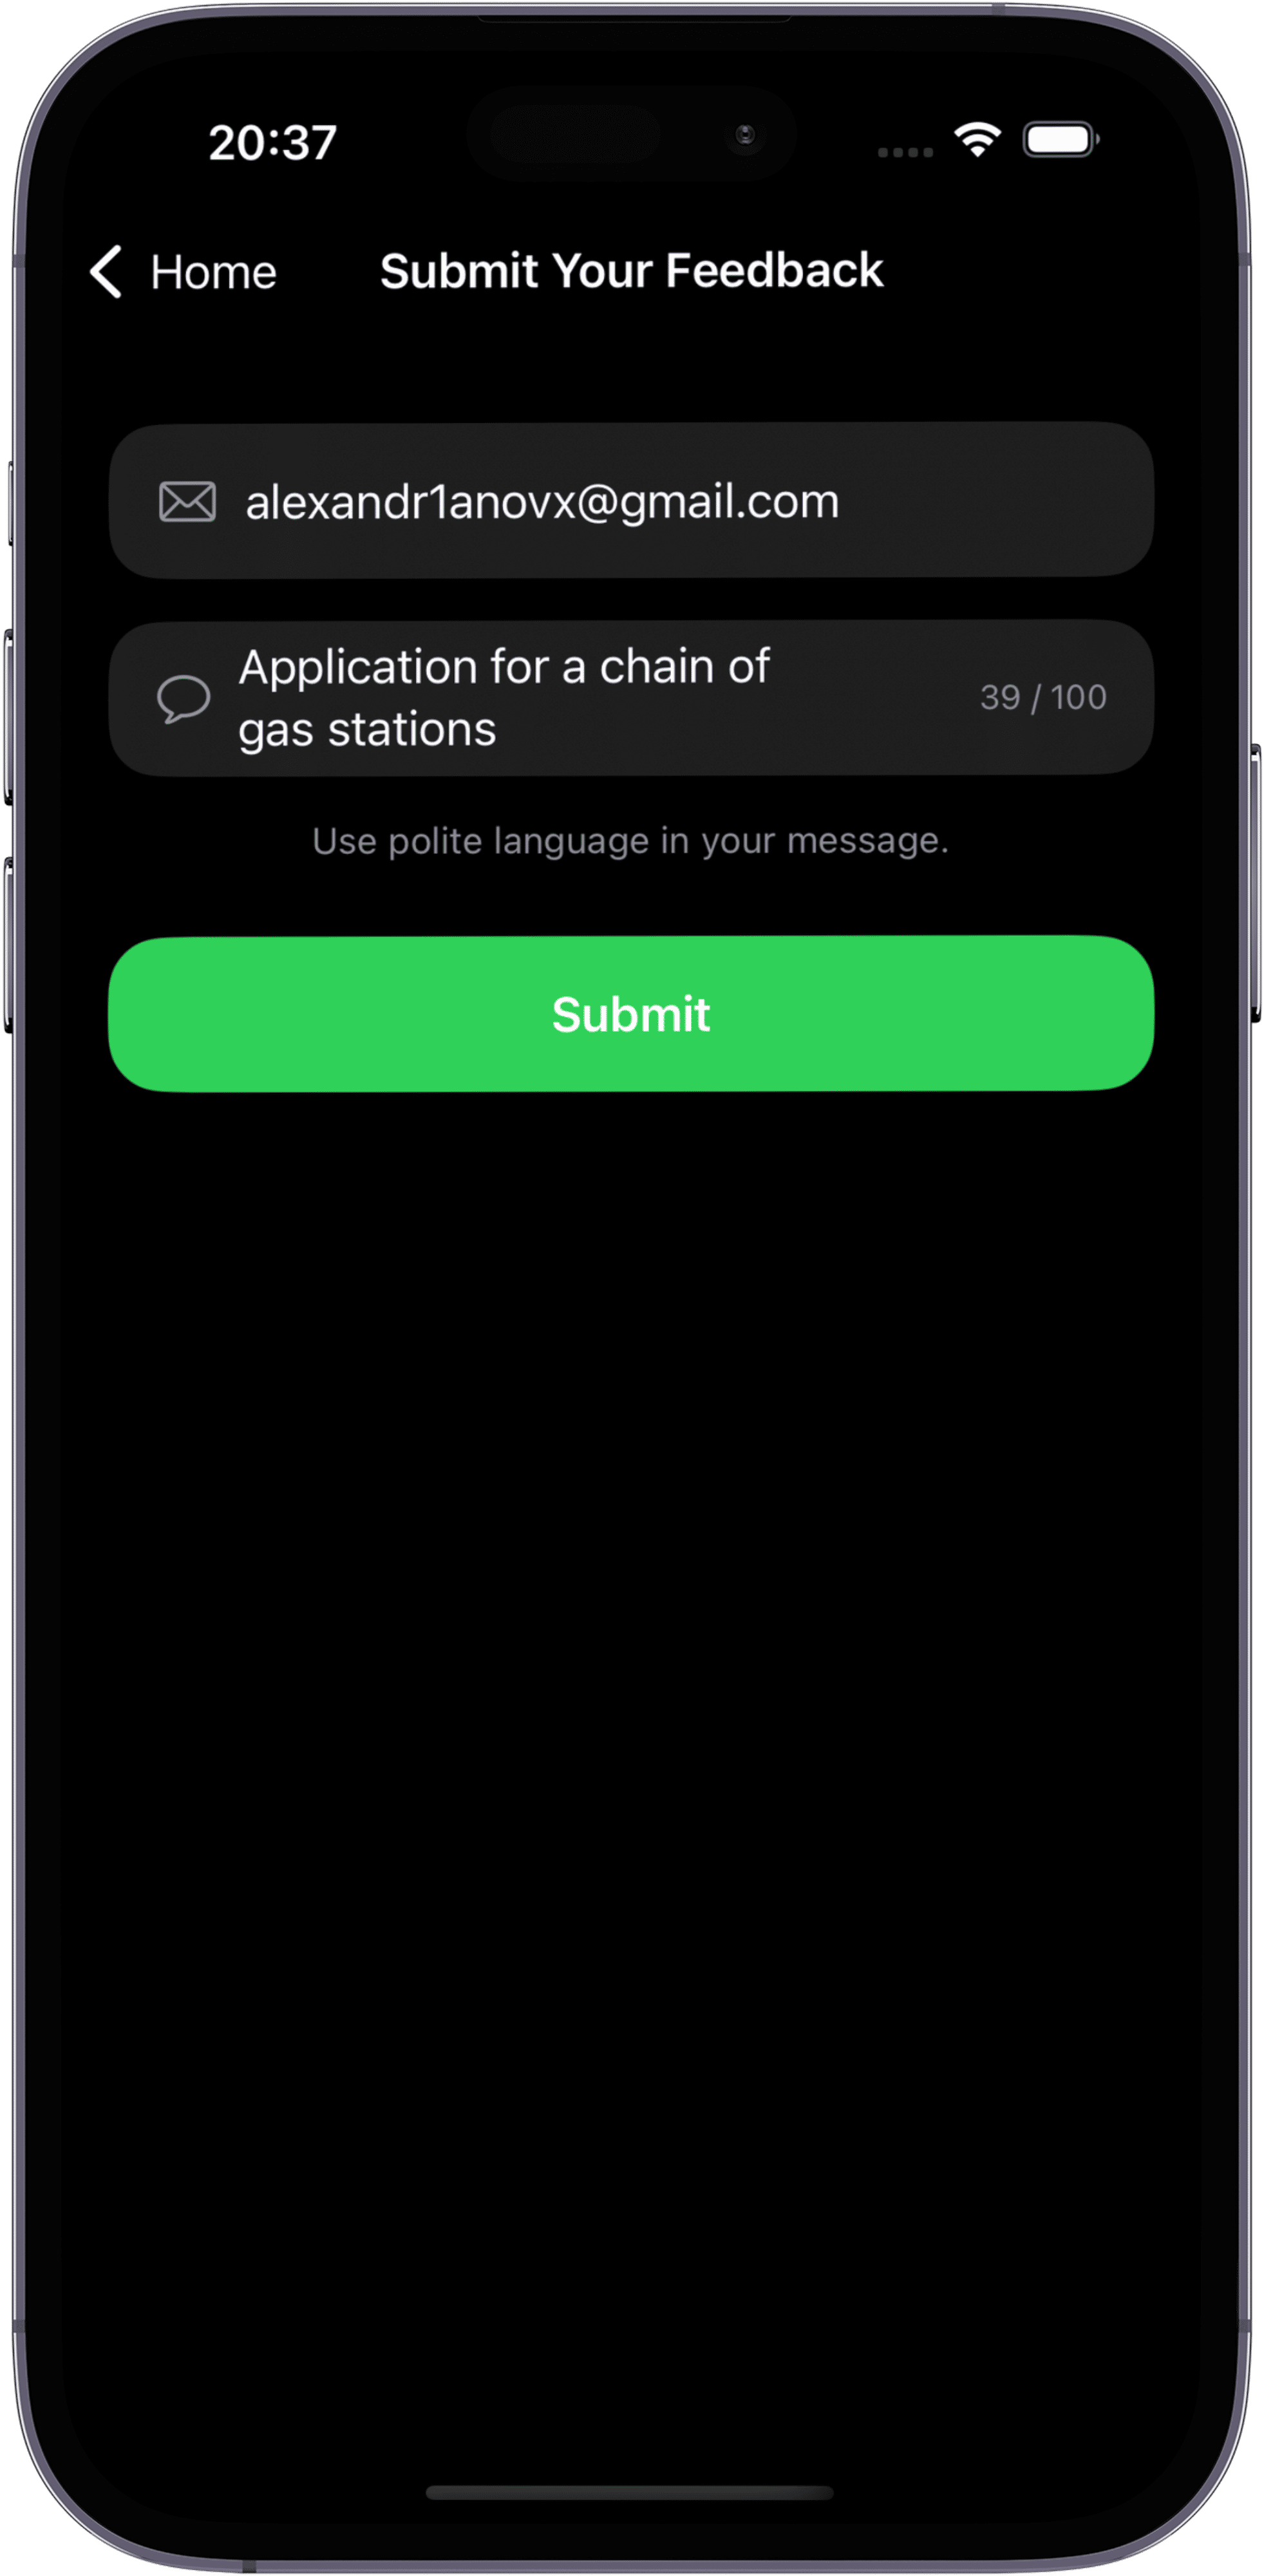 20:37
Home
Submit Your Feedback
alexandr1anovx@gmail.com
Application for a chain of
gas stations
39 / 100
Use polite language in your message.
Submit